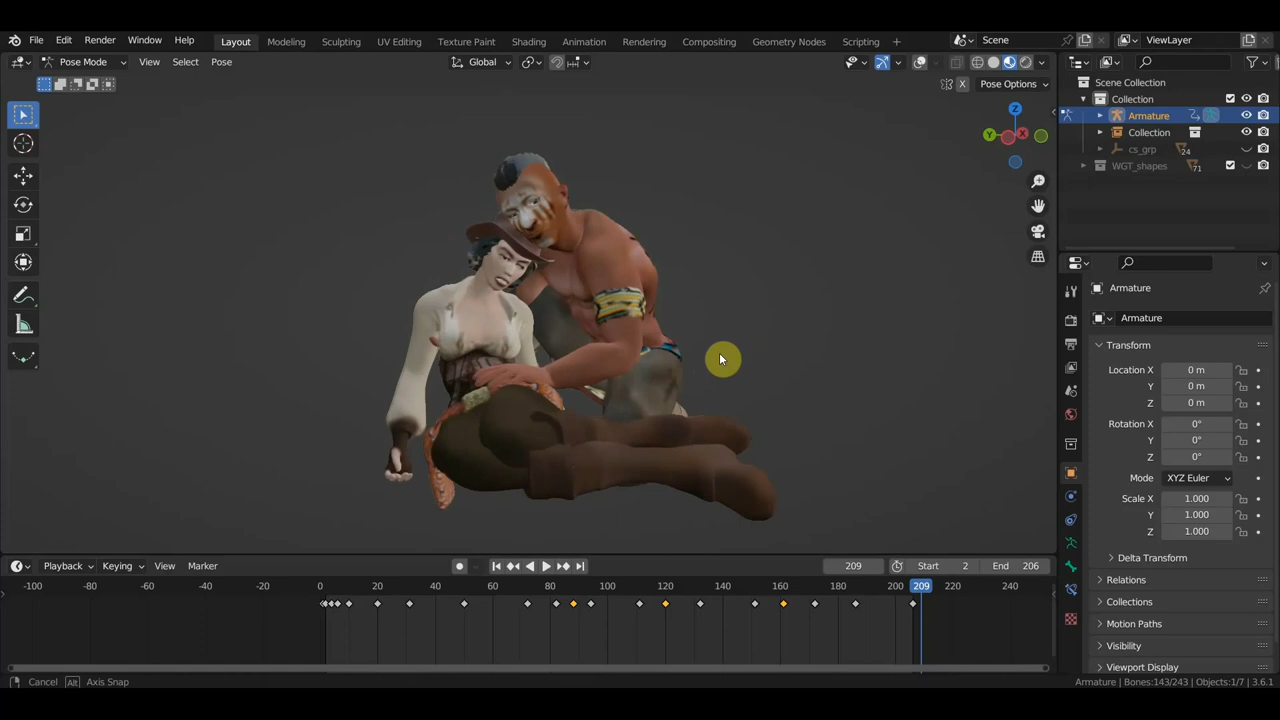 File Edit Render Window Help Layout Modeling Sculpting UV Editing Texture Paint Shading Animation Rendering Compositing Geometry Nodes Scripting + Scene ViewLayer
Pose Mode View Select Pose Global
X Pose Options
Scene Collection
Collection
Armature
Collection
cs_grp 24
WGT_shapes 71
Z
Y X
Armature
Armature
Transform
Location X 0 m
Y 0 m
Z 0 m
Rotation X 0°
Y 0°
Z 0°
Mode XYZ Euler
Scale X 1.000
Y 1.000
Z 1.000
Delta Transform
Relations
Collections
Motion Paths
Visibility
Viewport Display
Playback Keying View Marker 209 Start 2 End 206
-100 -80 -60 -40 -20 0 20 40 60 80 100 120 140 160 180 200 209 220 240
Cancel Alt Axis Snap Armature | Bones:143/243 | Objects:1/7 | 3.6.1